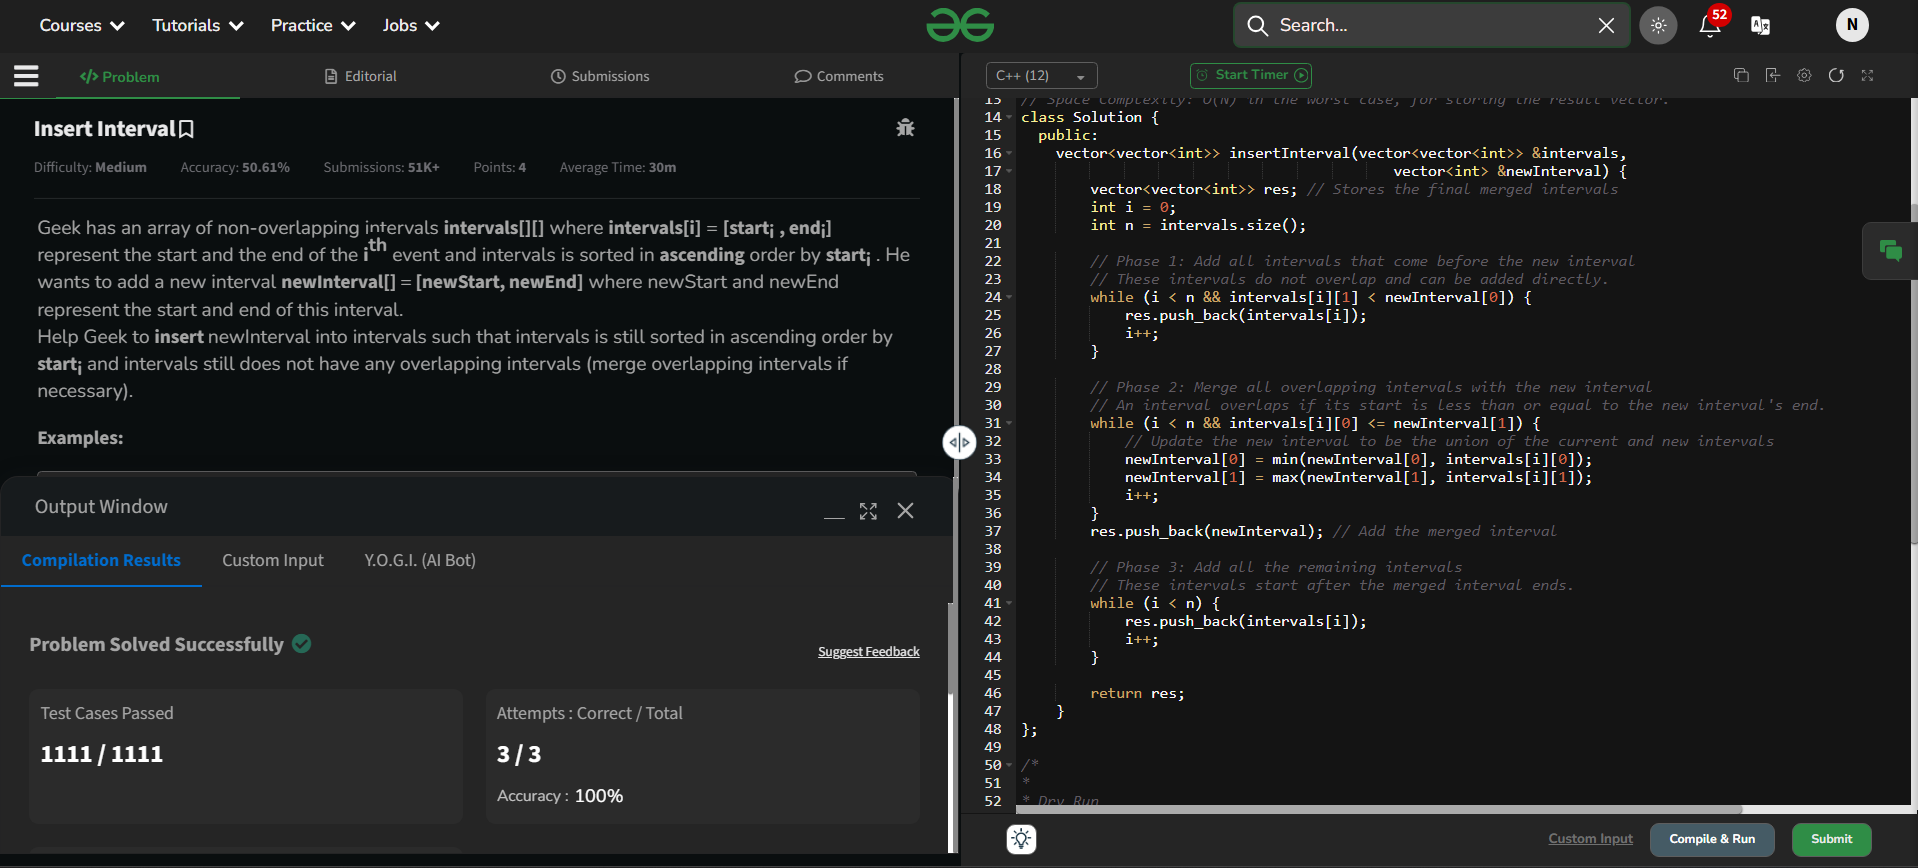 Courses Tutorials Practice Jobs
Search...
52
N
Problem Editorial Submissions Comments
C++ (12) Start Timer
Insert Interval
Difficulty: Medium Accuracy: 50.61% Submissions: 51K+ Points: 4 Average Time: 30m
Geek has an array of non-overlapping intervals intervals[][] where intervals[i] = [starti , endi]
represent the start and the end of the ith event and intervals is sorted in ascending order by starti . He
wants to add a new interval newInterval[] = [newStart, newEnd] where newStart and newEnd
represent the start and end of this interval.
Help Geek to insert newInterval into intervals such that intervals is still sorted in ascending order by
starti and intervals still does not have any overlapping intervals (merge overlapping intervals if
necessary).
Examples:
Output Window
Compilation Results Custom Input Y.O.G.I. (AI Bot)
Problem Solved Successfully
Suggest Feedback
Test Cases Passed
1111 / 1111
Attempts : Correct / Total
3 / 3
Accuracy : 100%
13 // Space Complexity: O(N) in the worst case, for storing the result vector.
14 class Solution {
15 public:
16 vector<vector<int>> insertInterval(vector<vector<int>> &intervals,
17 vector<int> &newInterval) {
18 vector<vector<int>> res; // Stores the final merged intervals
19 int i = 0;
20 int n = intervals.size();
21
22 // Phase 1: Add all intervals that come before the new interval
23 // These intervals do not overlap and can be added directly.
24 while (i < n && intervals[i][1] < newInterval[0]) {
25 res.push_back(intervals[i]);
26 i++;
27 }
28
29 // Phase 2: Merge all overlapping intervals with the new interval
30 // An interval overlaps if its start is less than or equal to the new interval's end.
31 while (i < n && intervals[i][0] <= newInterval[1]) {
32 // Update the new interval to be the union of the current and new intervals
33 newInterval[0] = min(newInterval[0], intervals[i][0]);
34 newInterval[1] = max(newInterval[1], intervals[i][1]);
35 i++;
36 }
37 res.push_back(newInterval); // Add the merged interval
38
39 // Phase 3: Add all the remaining intervals
40 // These intervals start after the merged interval ends.
41 while (i < n) {
42 res.push_back(intervals[i]);
43 i++;
44 }
45
46 return res;
47 }
48 };
49
50 /*
51 *
52 * Dry Run
Custom Input Compile & Run Submit